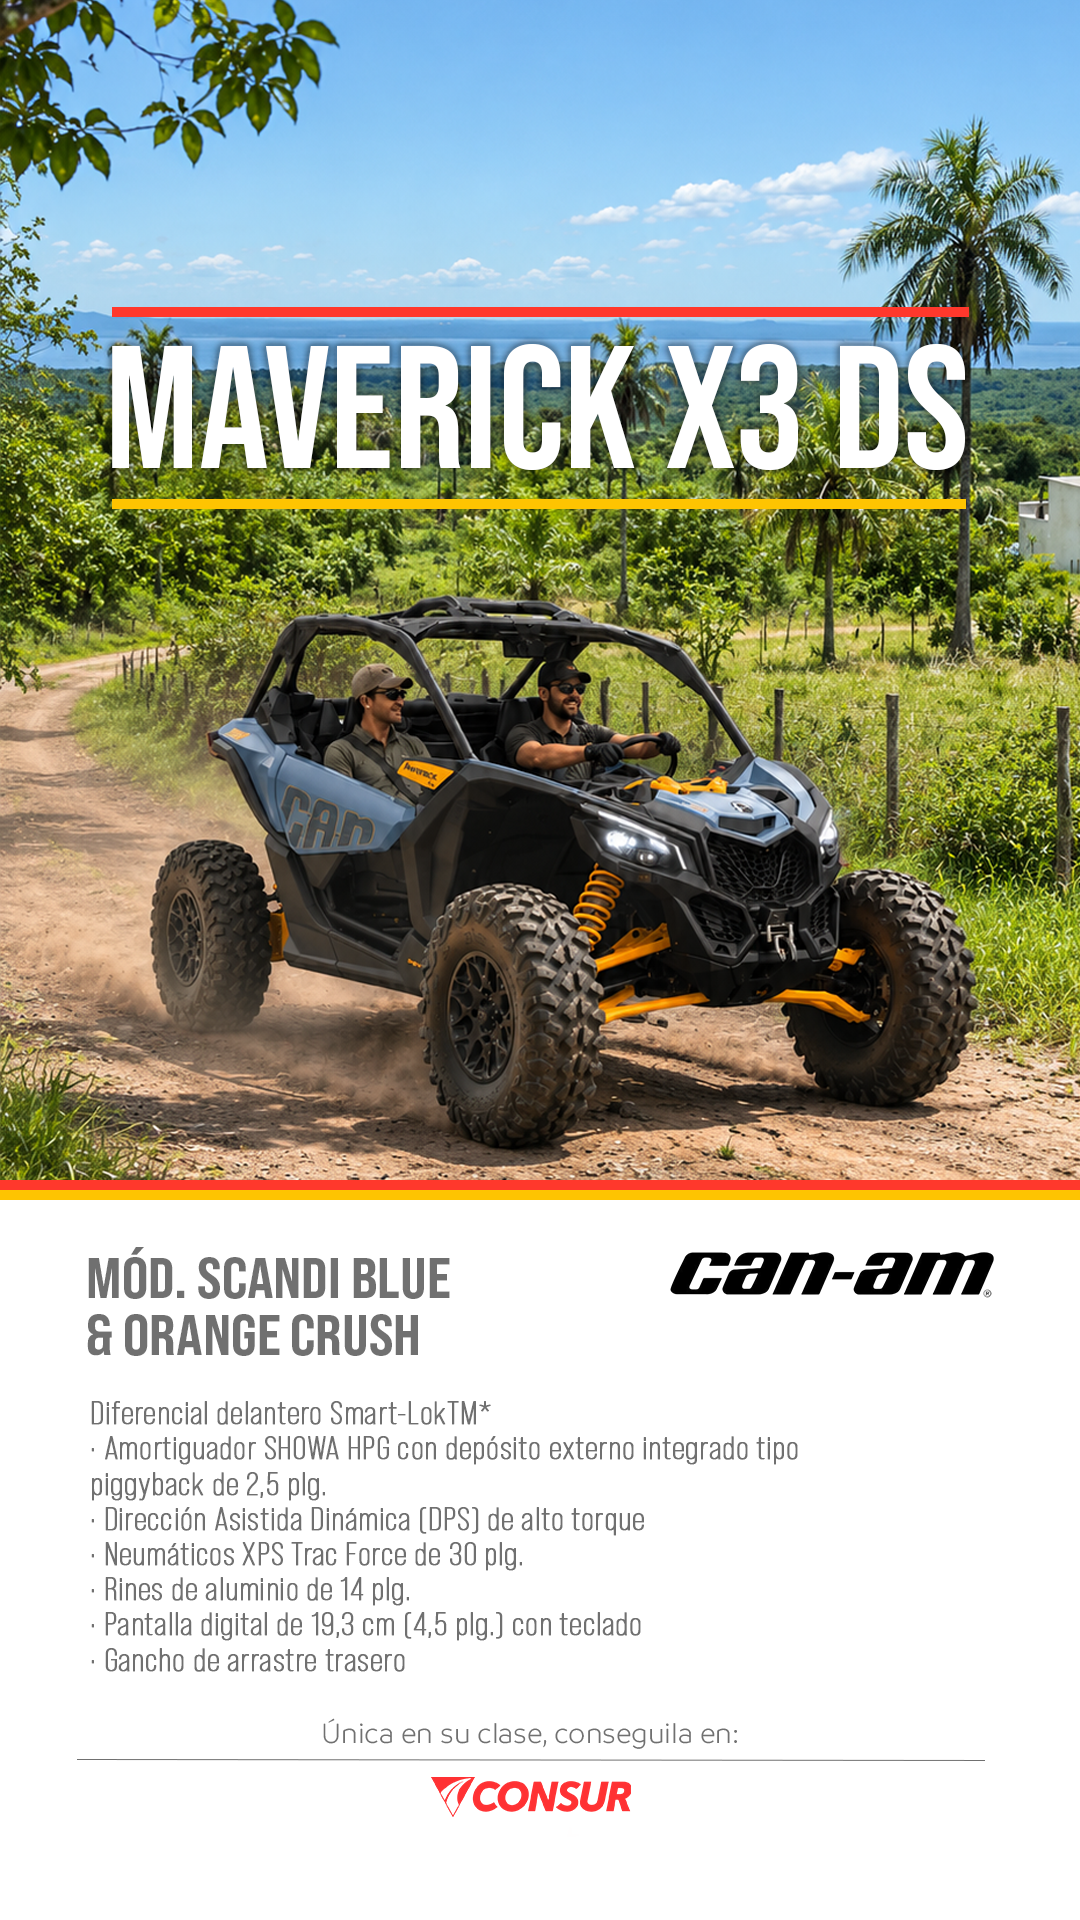 MAVERICK X3 DS
MAVERICK
can
MÓD. SCANDI BLUE
& ORANGE CRUSH
can-am®
Diferencial delantero Smart-LokTM*
· Amortiguador SHOWA HPG con depósito externo integrado tipo
piggyback de 2,5 plg.
· Dirección Asistida Dinámica (DPS) de alto torque
· Neumáticos XPS Trac Force de 30 plg.
· Rines de aluminio de 14 plg.
· Pantalla digital de 19,3 cm (4,5 plg.) con teclado
· Gancho de arrastre trasero
Única en su clase, conseguila en:
CONSUR